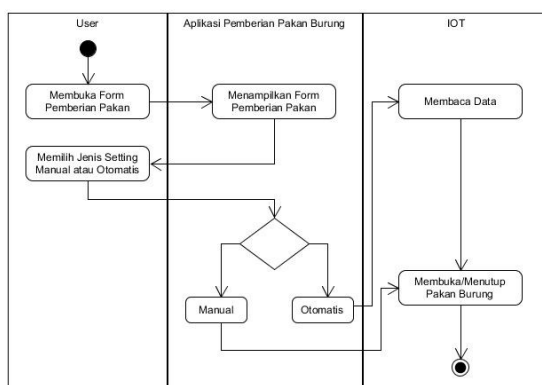 User
Aplikasi Pemberian Pakan Burung
IOT
Membuka Form
Pemberian Pakan
Menampilkan Form
Pemberian Pakan
Membaca Data
Memilih Jenis Setting
Manual atau Otomatis
Manual
Otomatis
Membuka/Menutup
Pakan Burung